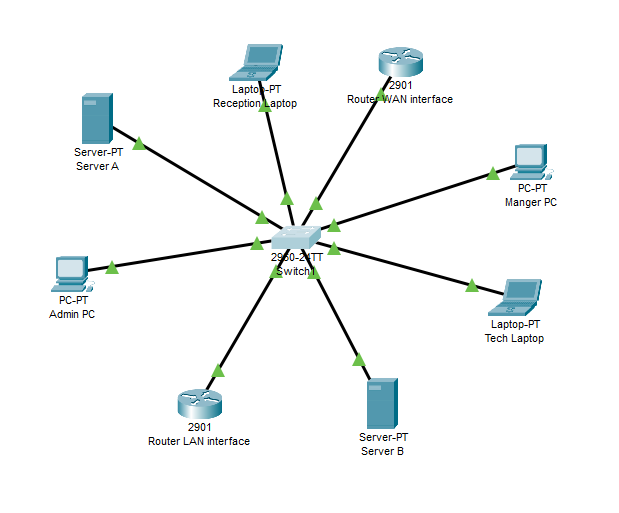 Laptop-PT
Reception Laptop
2901
Router WAN interface
Server-PT
Server A
PC-PT
Manger PC
2960-24TT
Switch1
PC-PT
Admin PC
Laptop-PT
Tech Laptop
2901
Router LAN interface
Server-PT
Server B